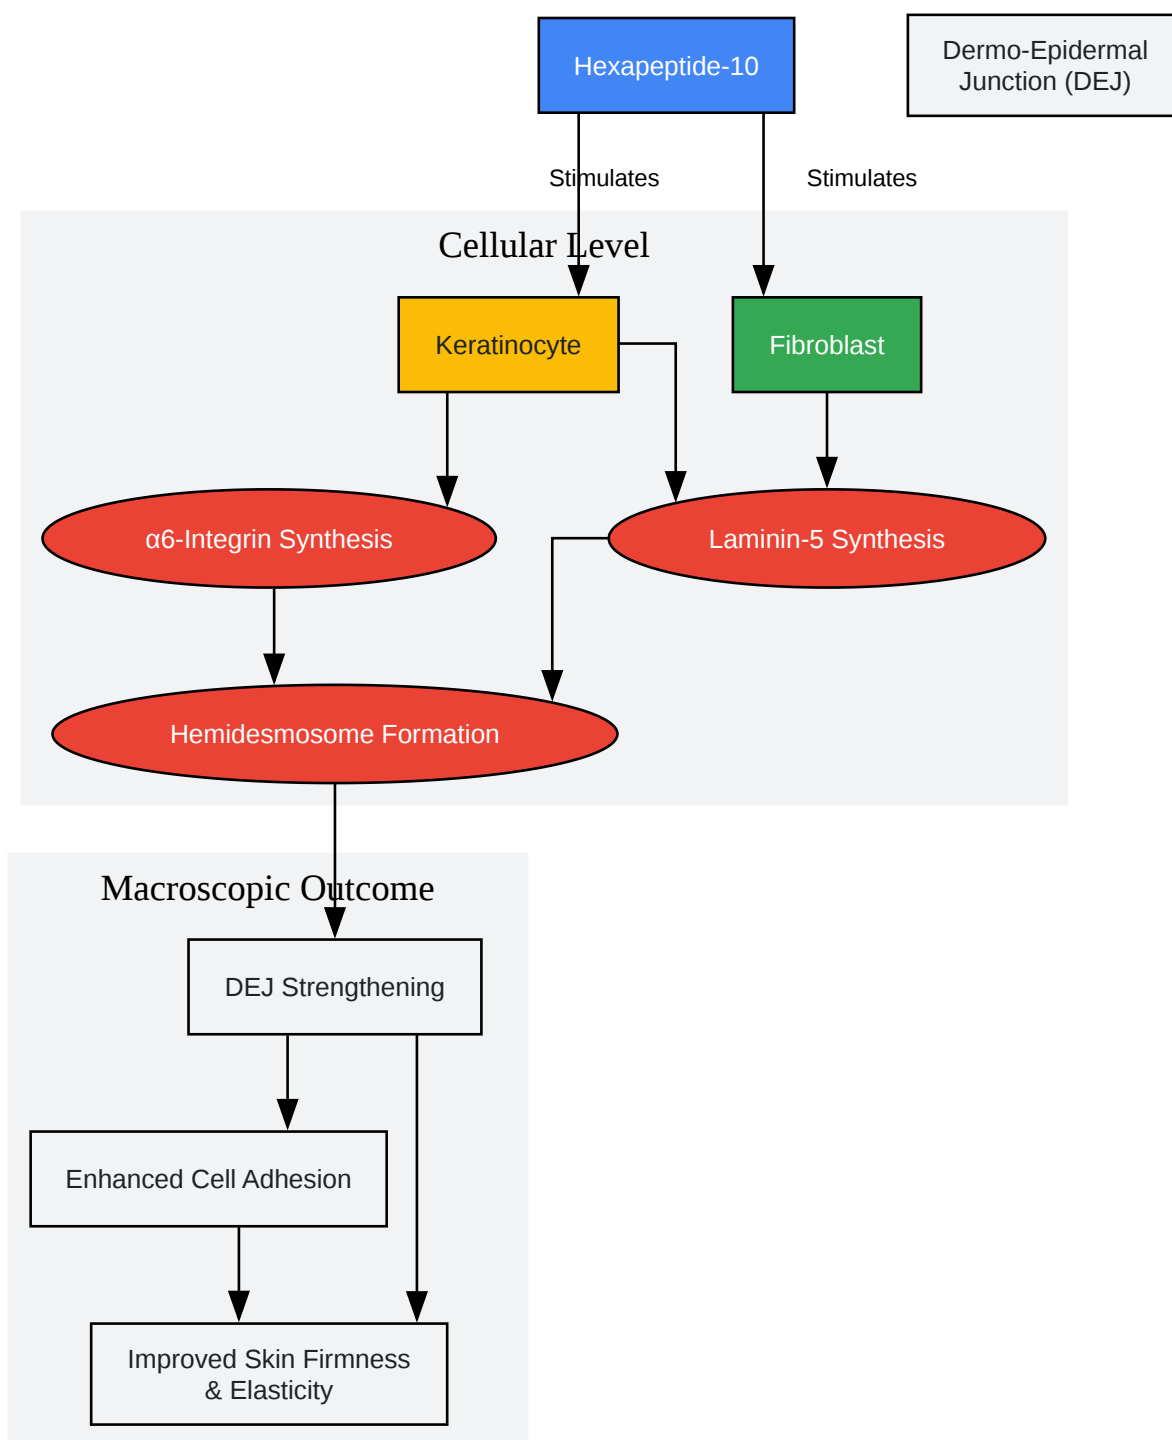 Hexapeptide-10
Dermo-Epidermal
Junction (DEJ)
Stimulates
Stimulates
Cellular Level
Keratinocyte
Fibroblast
α6-Integrin Synthesis
Laminin-5 Synthesis
Hemidesmosome Formation
Macroscopic Outcome
DEJ Strengthening
Enhanced Cell Adhesion
Improved Skin Firmness
& Elasticity